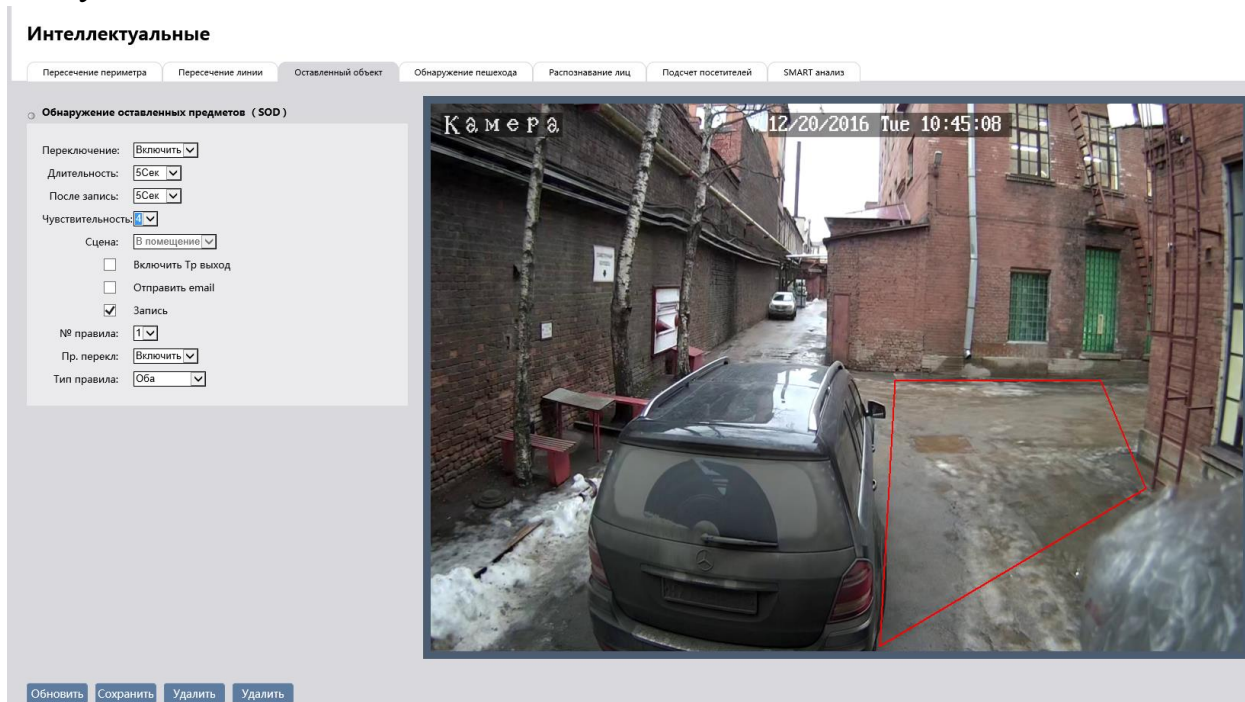 Интеллектуальные
Пересечение периметра Пересечение линии Оставленный объект Обнаружение пешехода Распознавание лиц Подсчет посетителей SMART анализ
Обнаружение оставленных предметов ( SOD )
Переключение: Включить
Длительность: 5Сек
После запись: 5Сек
Чувствительность: 4
Сцена: В помещение
Включить Тр выход
Отправить email
Запись
№ правила: 1
Пр. перекл: Включить
Тип правила: Оба
Камера 12/20/2016 Tue 10:45:08
Обновить Сохранить Удалить Удалить